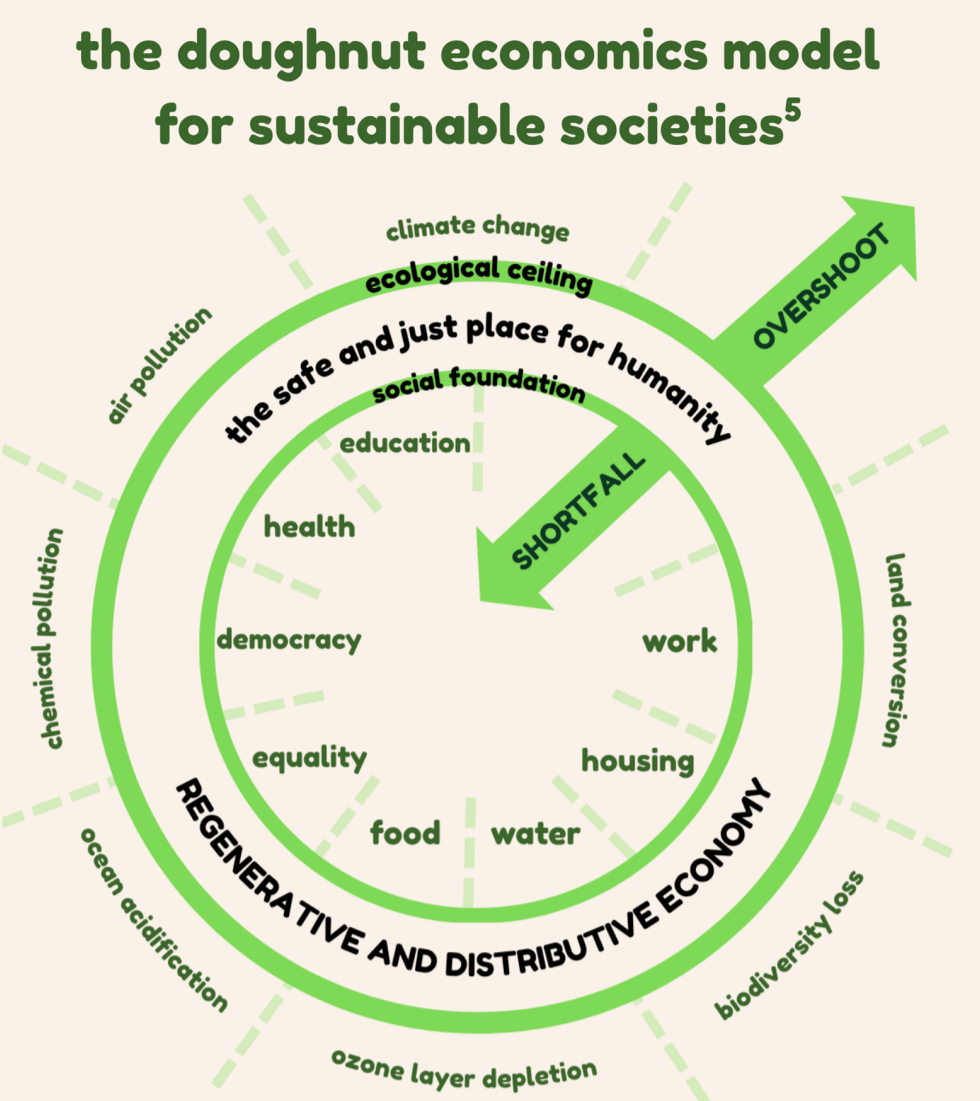 the doughnut economics model
for sustainable societies⁵
climate change
ecological ceiling
OVERSHOOT
the safe and just place for humanity
social foundation
air pollution
education
SHORTFALL
health
chemical pollution
democracy
work
land conversion
equality
housing
food
water
REGENERATIVE AND DISTRIBUTIVE ECONOMY
ocean acidification
biodiversity loss
ozone layer depletion